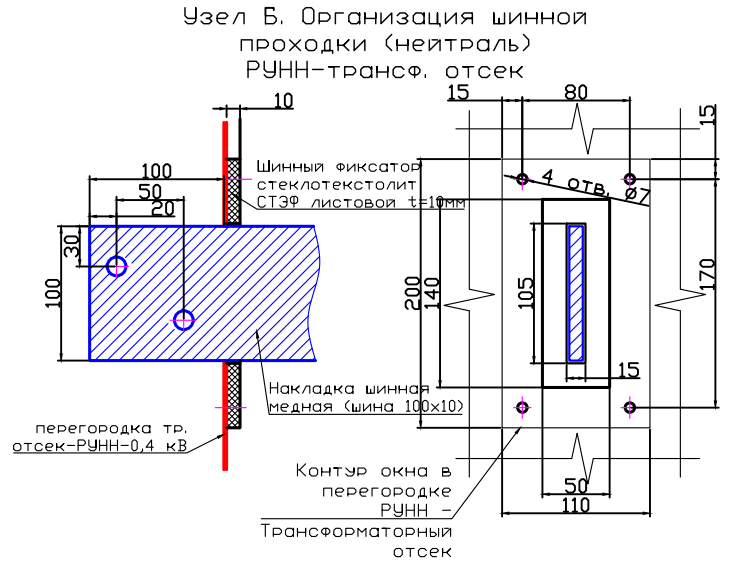 Узел Б. Организация шинной
проходки (нейтраль)
РУНН-трансф. отсек
10
15
80
15
100
Шинный фиксатор
стеклотекстолит
СТЭФ листовой t=10мм
50
20
4 отв. ø7
30
100
200
140
105
170
15
Накладка шинная
медная (шина 100х10)
перегородка тр.
отсек-РУНН-0,4 кВ
Контур окна в
перегородке
РУНН -
Трансформаторный
отсек
50
110